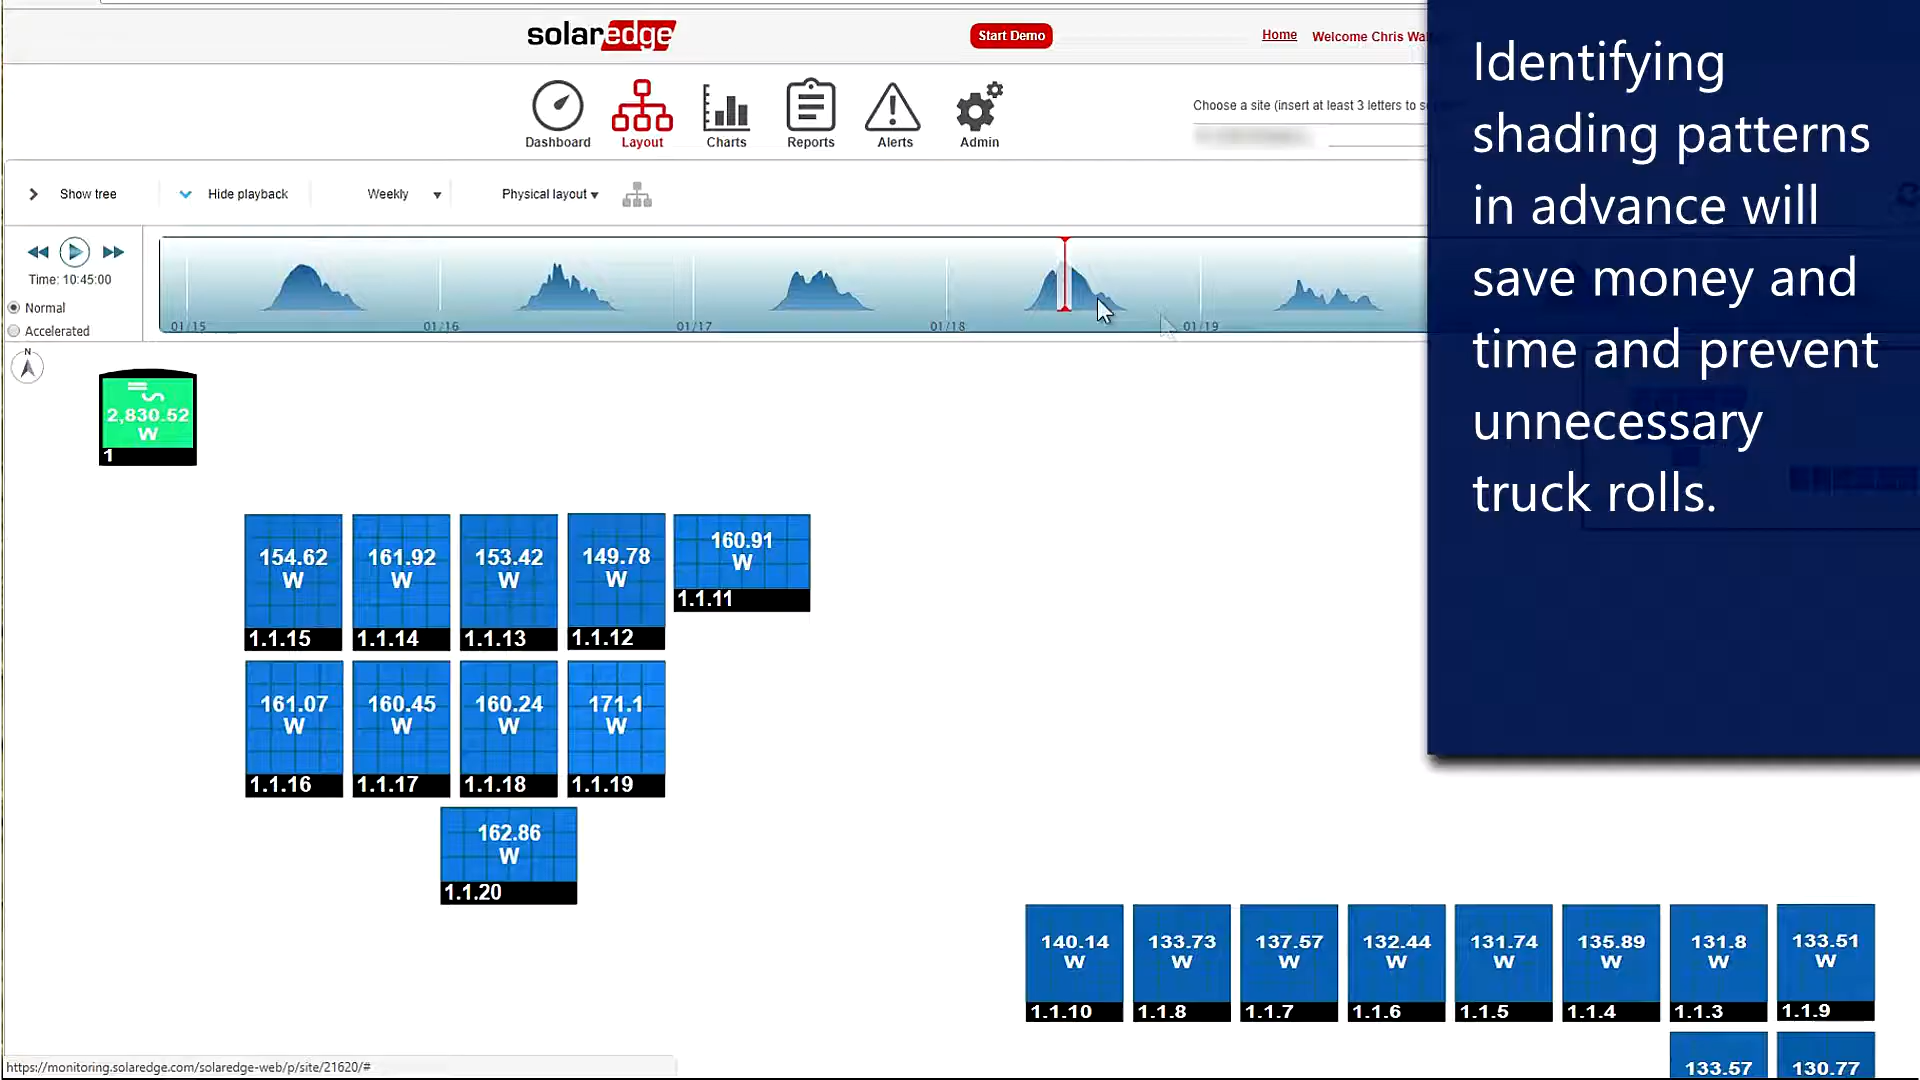 solaredge
Start Demo
Home
Welcome Chris Wa
Dashboard
Layout
Charts
Reports
Alerts
Admin
Choose a site (insert at least 3 letters to s
Show tree
Hide playback
Weekly
Physical layout
Time: 10:45:00
Normal
Accelerated
01/15
01/16
01/17
01/18
01/19
N
2,830.52
W
1
154.62
W
1.1.15
161.92
W
1.1.14
153.42
W
1.1.13
149.78
W
1.1.12
160.91
W
1.1.11
161.07
W
1.1.16
160.45
W
1.1.17
160.24
W
1.1.18
171.1
W
1.1.19
162.86
W
1.1.20
140.14
W
1.1.10
133.73
W
1.1.8
137.57
W
1.1.7
132.44
W
1.1.6
131.74
W
1.1.5
135.89
W
1.1.4
131.8
W
1.1.3
133.51
W
1.1.9
133.57
130.77
https://monitoring.solaredge.com/solaredge-web/p/site/21620/#
Identifying
shading patterns
in advance will
save money and
time and prevent
unnecessary
truck rolls.